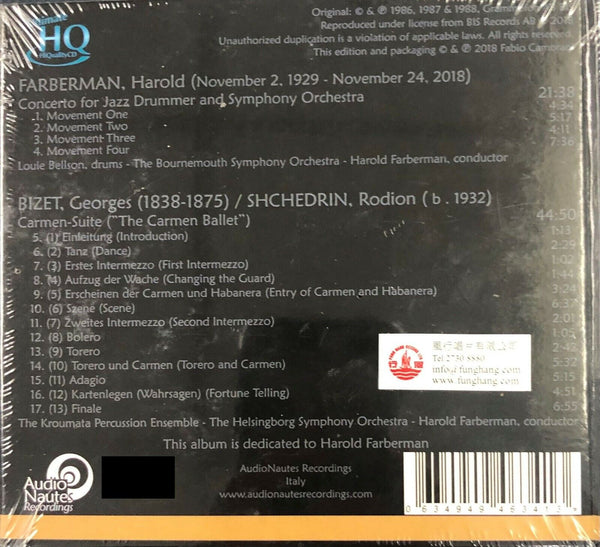 Ultimate
HQ
HiQualityCD
Original: © & ℗ 1986, 1987 & 1988,
Reproduced under license from BIS Records AB © 2018
Unauthorized duplication is a violation of applicable laws. All rights reserved.
This edition and packaging © & ℗ 2018 Fabio
FARBERMAN, Harold (November 2, 1929 - November 24, 2018)
Concerto for Jazz Drummer and Symphony Orchestra 21:38
1. Movement One 4:34
2. Movement Two 5:17
3. Movement Three 4:11
4. Movement Four 7:36
Louie Bellson, drums - The Bournemouth Symphony Orchestra - Harold Farberman, conductor
BIZET, Georges (1838-1875) / SHCHEDRIN, Rodion (b. 1932)
Carmen-Suite ("The Carmen Ballet") 44:50
5. (1) Einleitung (Introduction) 1:13
6. (2) Tanz (Dance) 2:29
7. (3) Erstes Intermezzo (First Intermezzo) 1:02
8. (4) Aufzug der Wache (Changing the Guard) 1:44
9. (5) Erscheinen der Carmen und Habanera (Entry of Carmen and Habanera) 3:24
10. (6) Szene (Scene) 6:37
11. (7) Zweites Intermezzo (Second Intermezzo) 2:01
12. (8) Bolero 1:05
13. (9) Torero 2:42
14. (10) Torero und Carmen (Torero and Carmen)
15. (11) Adagio 5:15
16. (12) Kartenlegen (Wahrsagen) (Fortune Telling) 4:51
17. (13) Finale 6:55
The Kroumata Percussion Ensemble - The Helsingborg Symphony Orchestra - Harold Farberman, conductor
This album is dedicated to Harold Farberman
風行唱片有限公司
Tel 2730 8880
info@funghang.com
www.funghang.com
Audio
Nautes
Recordings
AudioNautes Recordings
Italy
www.audionautesrecordings.com
0 634949 463413